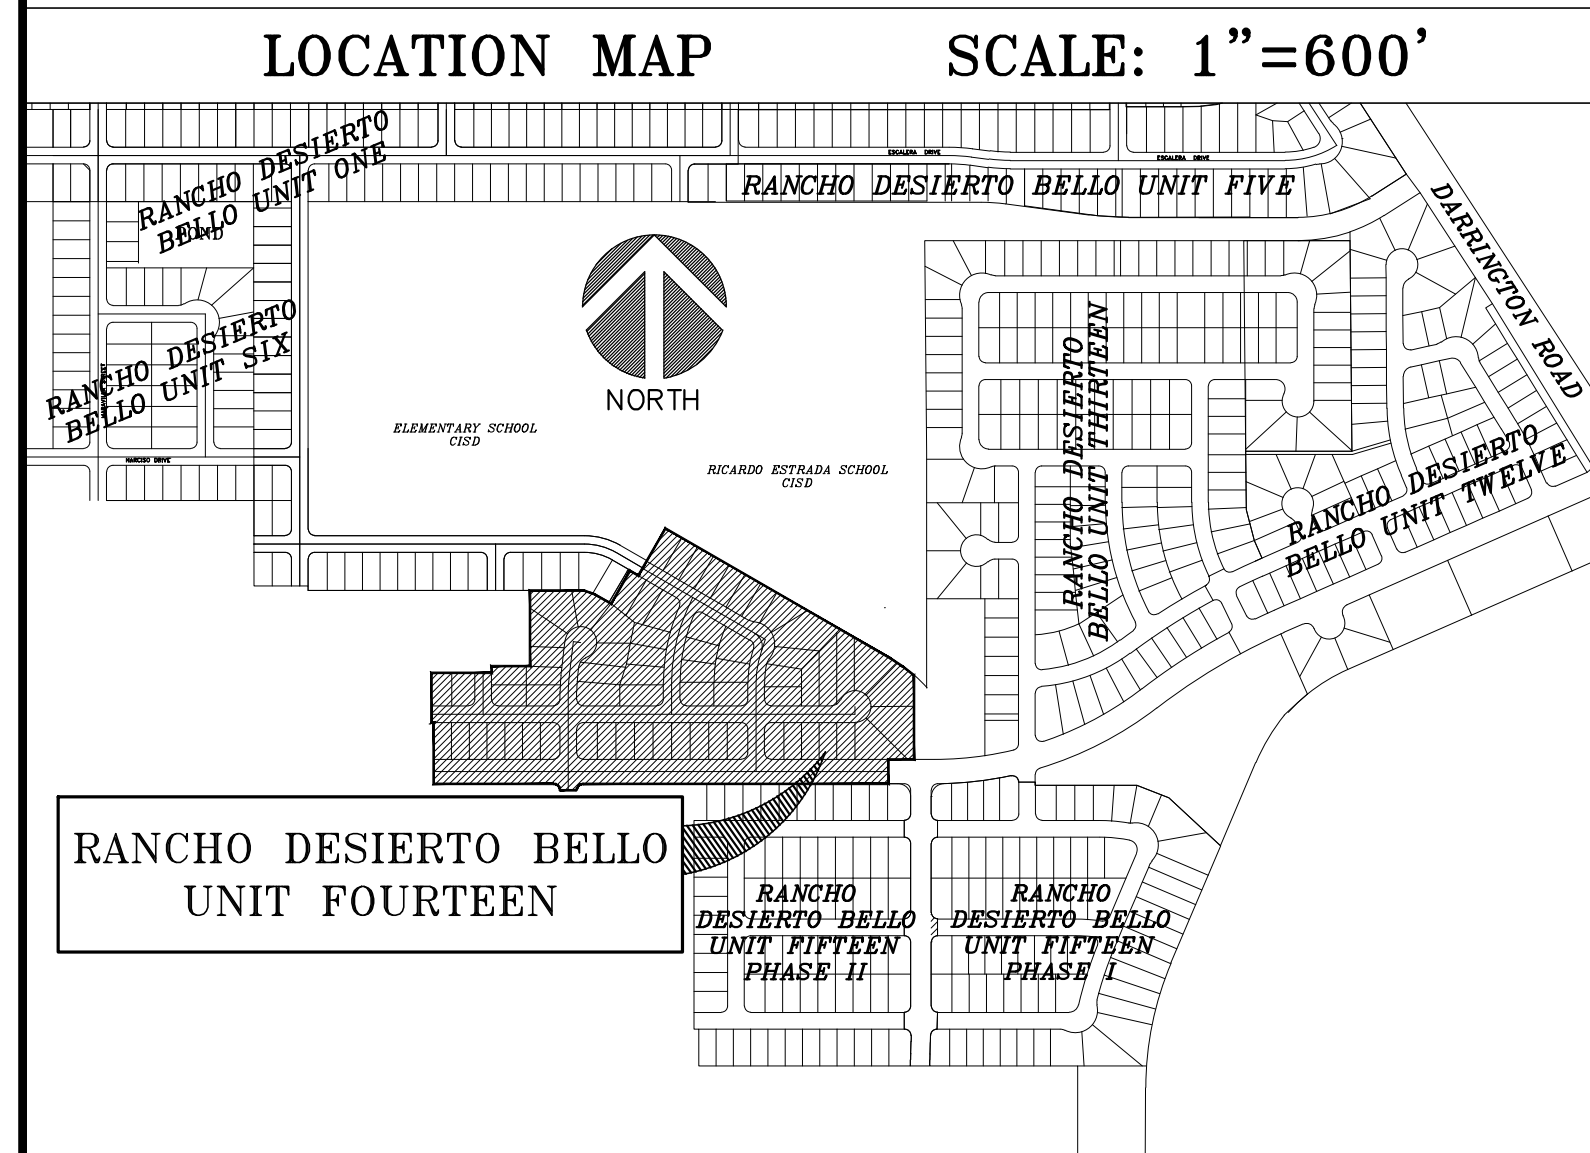 LOCATION MAP SCALE: 1"=600'
RANCHO DESIERTO
BELLO UNIT ONE
POND
ESCALERA DRIVE
ESCALERA DRIVE
RANCHO DESIERTO BELLO UNIT FIVE
DARRINGTON ROAD
NORTH
RANCHO DESIERTO
BELLO UNIT SIX
NARCISO DRIVE
ELEMENTARY SCHOOL
CISD
RICARDO ESTRADA SCHOOL
CISD
RANCHO DESIERTO
BELLO UNIT THIRTEEN
RANCHO DESIERTO
BELLO UNIT TWELVE
RANCHO DESIERTO BELLO
UNIT FOURTEEN
RANCHO
DESIERTO BELLO
UNIT FIFTEEN
PHASE II
RANCHO
DESIERTO BELLO
UNIT FIFTEEN
PHASE I